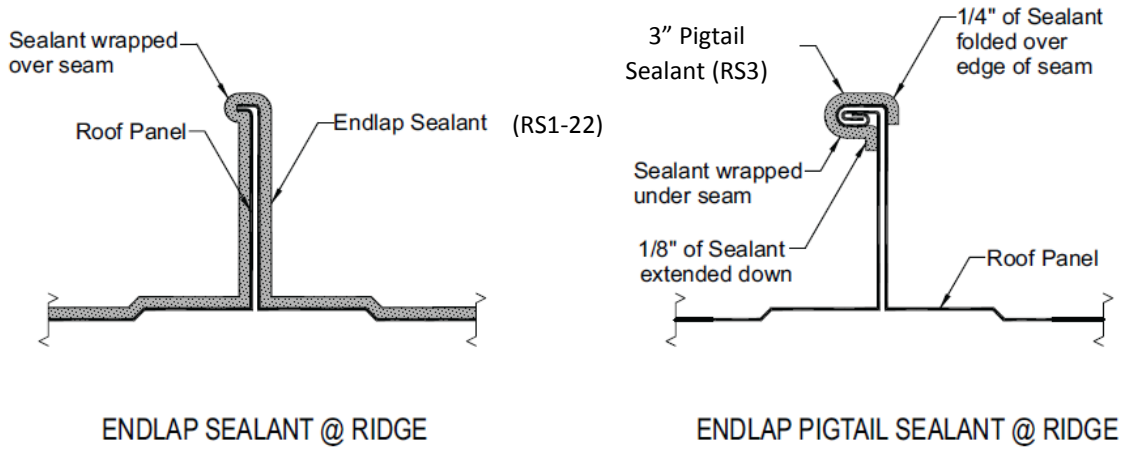 Sealant wrapped
over seam
Roof Panel
Endlap Sealant (RS1-22)
ENDLAP SEALANT @ RIDGE
3” Pigtail
Sealant (RS3)
1/4" of Sealant
folded over
edge of seam
Sealant wrapped
under seam
1/8" of Sealant
extended down
Roof Panel
ENDLAP PIGTAIL SEALANT @ RIDGE